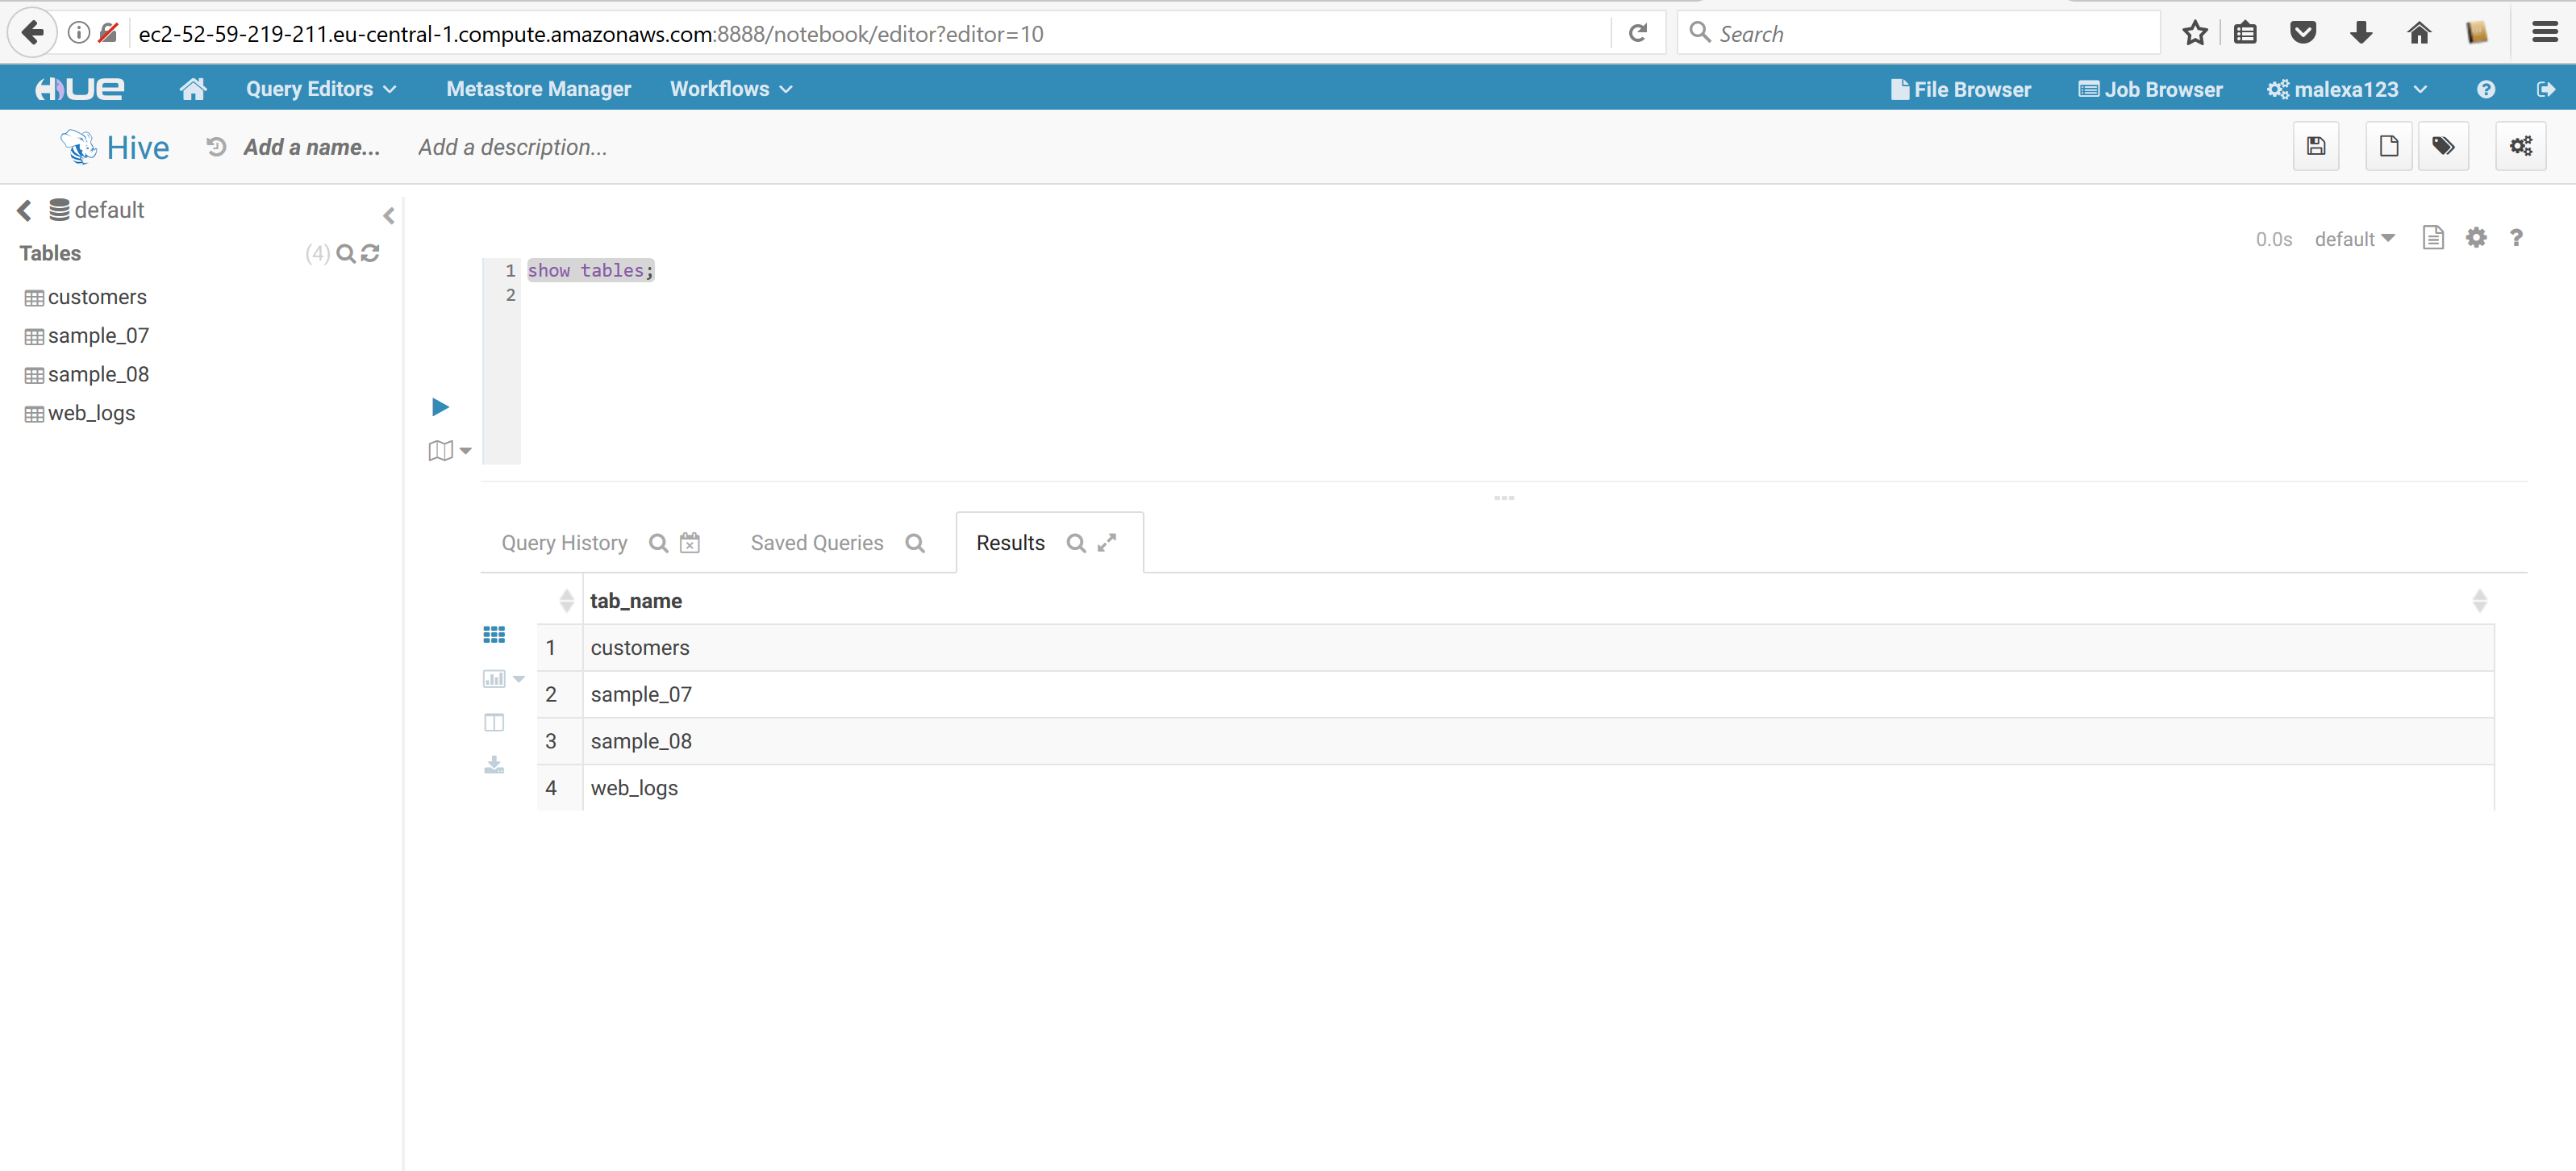 ec2-52-59-219-211.eu-central-1.compute.amazonaws.com:8888/notebook/editor?editor=10
Search
HUE Query Editors Metastore Manager Workflows File Browser Job Browser malexa123 ?
Hive Add a name... Add a description...
default
0.0s default ?
Tables (4)
customers
sample_07
sample_08
web_logs
1 show tables;
2
Query History Saved Queries Results
tab_name
1 customers
2 sample_07
3 sample_08
4 web_logs